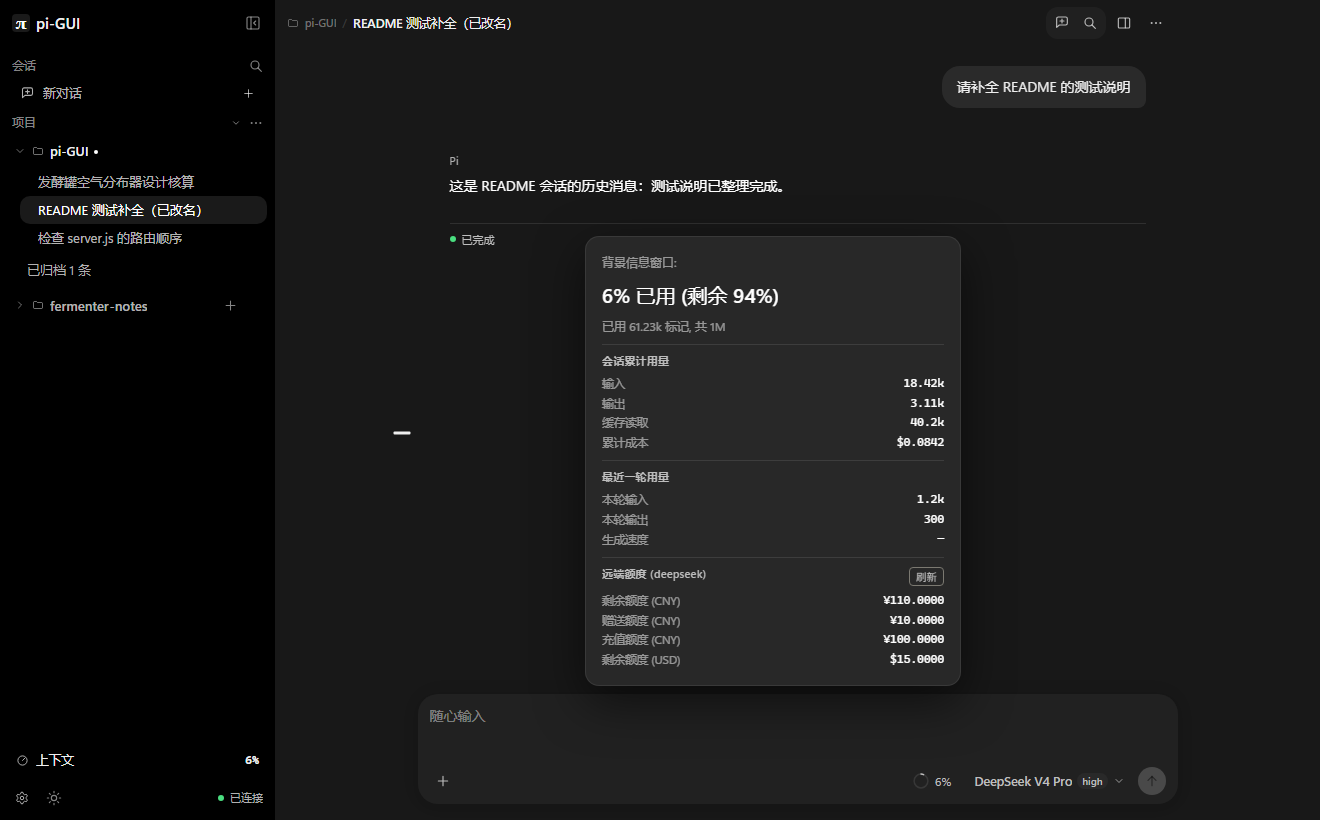 π pi-GUI
会话
新对话 +
项目
pi-GUI •
发酵罐空气分布器设计核算
README 测试补全（已改名）
检查 server.js 的路由顺序
已归档 1 条
fermenter-notes +
上下文 6%
已连接
pi-GUI / README 测试补全（已改名）
请补全 README 的测试说明
Pi
这是 README 会话的历史消息：测试说明已整理完成。
已完成
背景信息窗口:
6% 已用 (剩余 94%)
已用 61.23k 标记, 共 1M
会话累计用量
输入 18.42k
输出 3.11k
缓存读取 40.2k
累计成本 $0.0842
最近一轮用量
本轮输入 1.2k
本轮输出 300
生成速度 —
远端额度 (deepseek) 刷新
剩余额度 (CNY) ¥110.0000
赠送额度 (CNY) ¥10.0000
充值额度 (CNY) ¥100.0000
剩余额度 (USD) $15.0000
随心输入
+ 6% DeepSeek V4 Pro high